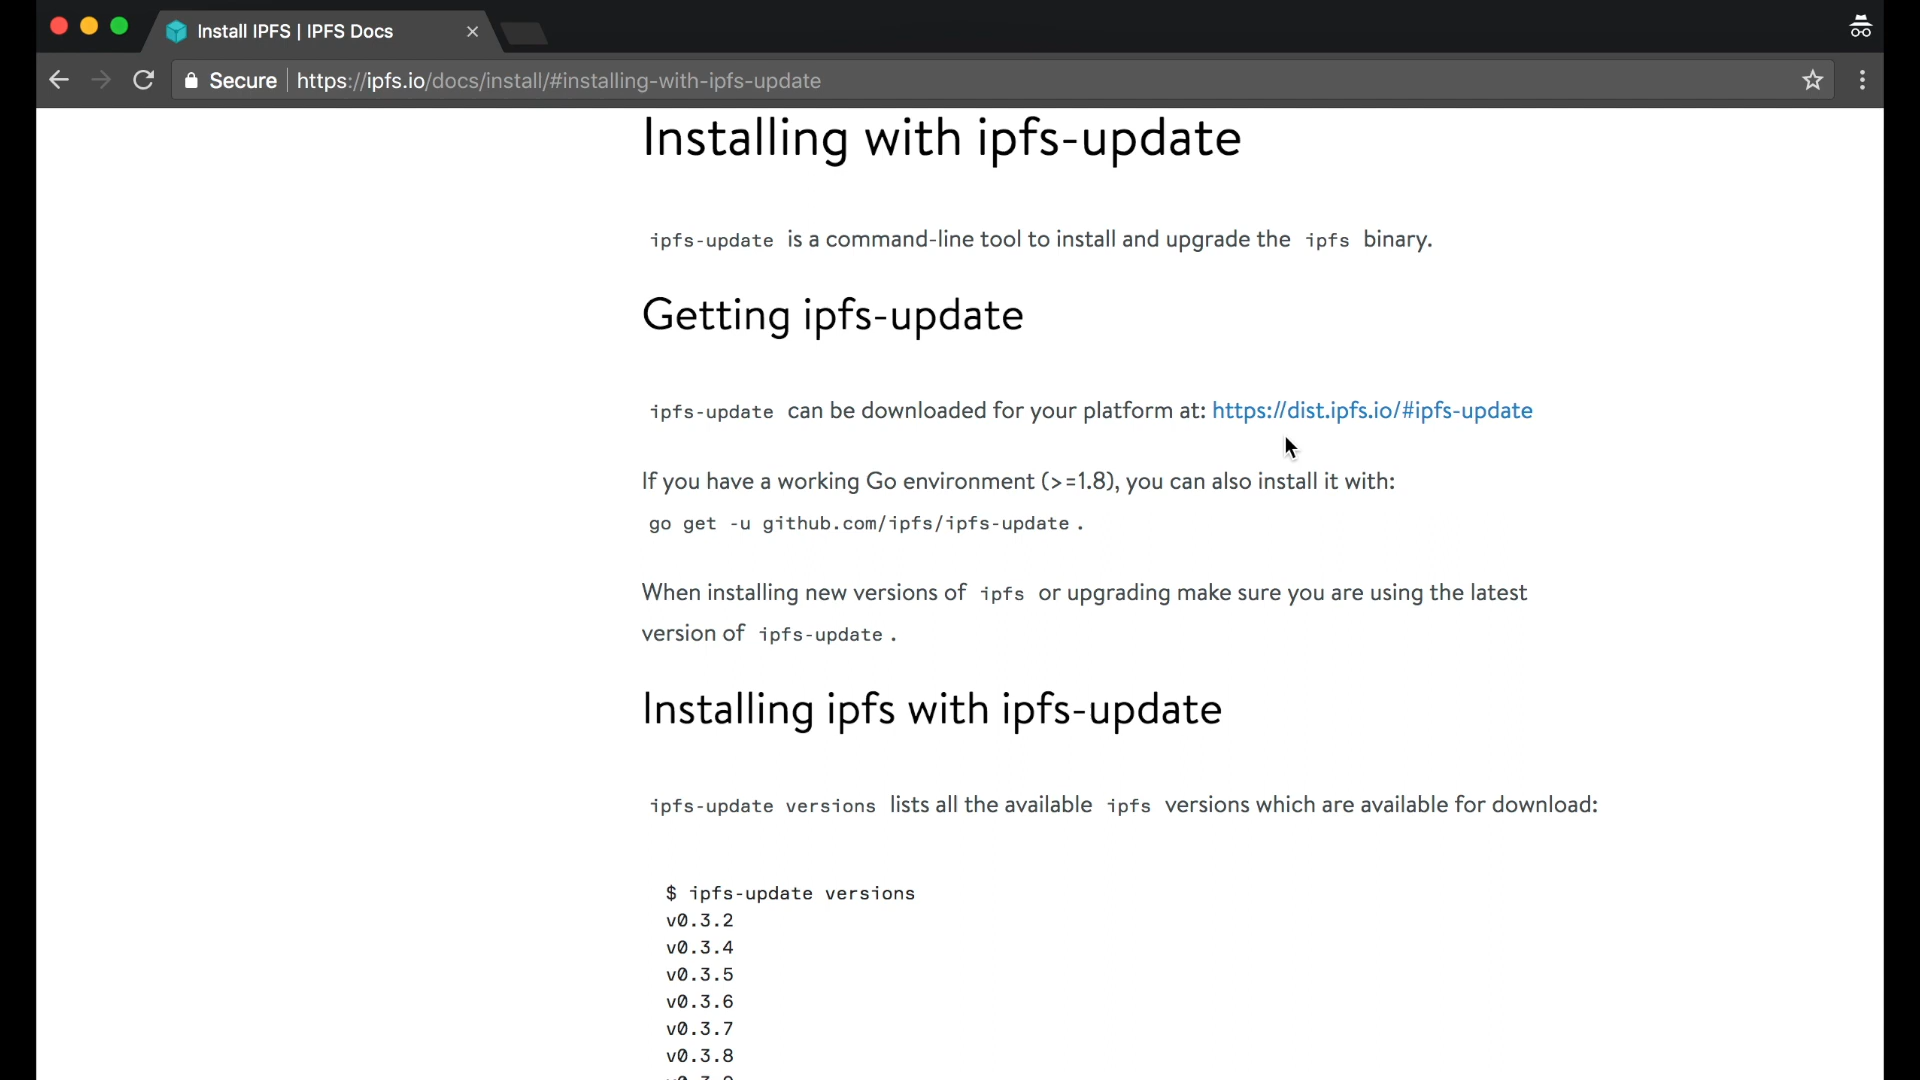 Install IPFS | IPFS Docs
Secure https://ipfs.io/docs/install/#installing-with-ipfs-update
Installing with ipfs-update
ipfs-update is a command-line tool to install and upgrade the ipfs binary.
Getting ipfs-update
ipfs-update can be downloaded for your platform at: https://dist.ipfs.io/#ipfs-update
If you have a working Go environment (>=1.8), you can also install it with:
go get -u github.com/ipfs/ipfs-update .
When installing new versions of ipfs or upgrading make sure you are using the latest
version of ipfs-update .
Installing ipfs with ipfs-update
ipfs-update versions lists all the available ipfs versions which are available for download:
$ ipfs-update versions
v0.3.2
v0.3.4
v0.3.5
v0.3.6
v0.3.7
v0.3.8